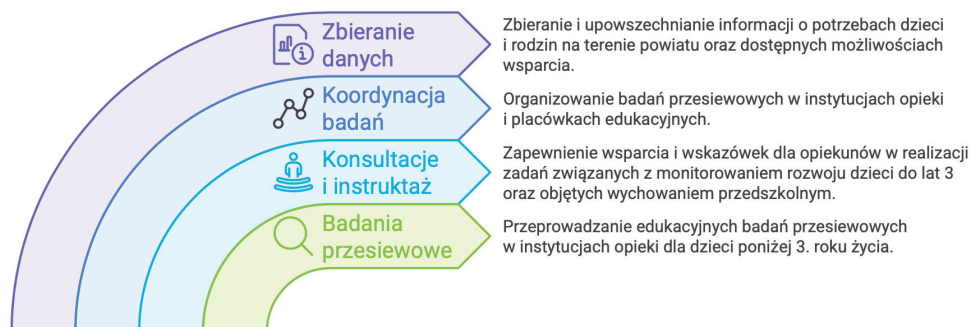 Zbieranie
danych
Zbieranie i upowszechnianie informacji o potrzebach dzieci
i rodzin na terenie powiatu oraz dostępnych możliwościach
wsparcia.
Koordynacja
badań
Organizowanie badań przesiewowych w instytucjach opieki
i placówkach edukacyjnych.
Konsultacje
i instruktaż
Zapewnienie wsparcia i wskazówek dla opiekunów w realizacji
zadań związanych z monitorowaniem rozwoju dzieci do lat 3
oraz objętych wychowaniem przedszkolnym.
Badania
przesiewowe
Przeprowadzanie edukacyjnych badań przesiewowych
w instytucjach opieki dla dzieci poniżej 3. roku życia.